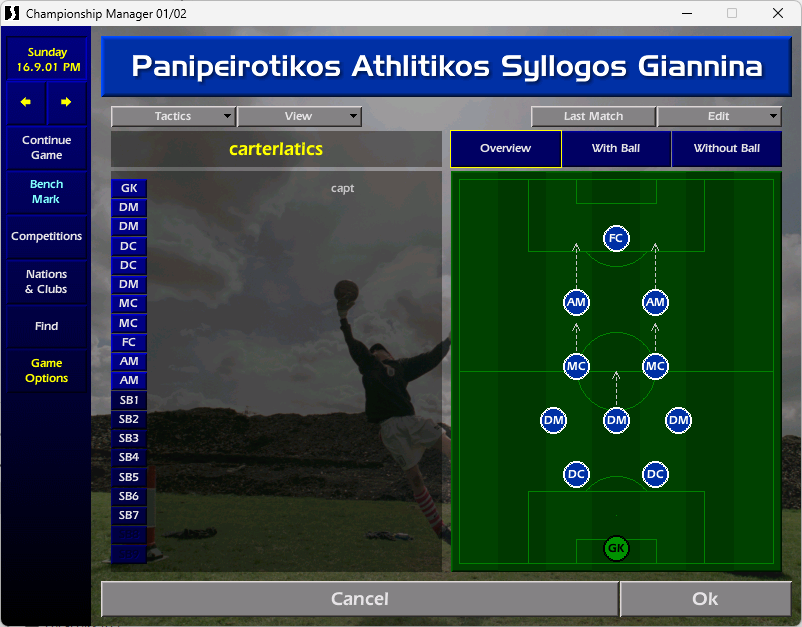 Championship Manager 01/02
Sunday
16.9.01 PM
Continue
Game
Bench
Mark
Competitions
Nations
& Clubs
Find
Game
Options
Panipeirotikos Athlitikos Syllogos Giannina
Tactics
View
Last Match
Edit
carterlatics
Overview
With Ball
Without Ball
GK
capt
DM
DM
DC
DC
DM
MC
MC
FC
AM
AM
SB1
SB2
SB3
SB4
SB5
SB6
SB7
FC
AM
AM
MC
MC
DM
DM
DM
DC
DC
GK
Cancel
Ok